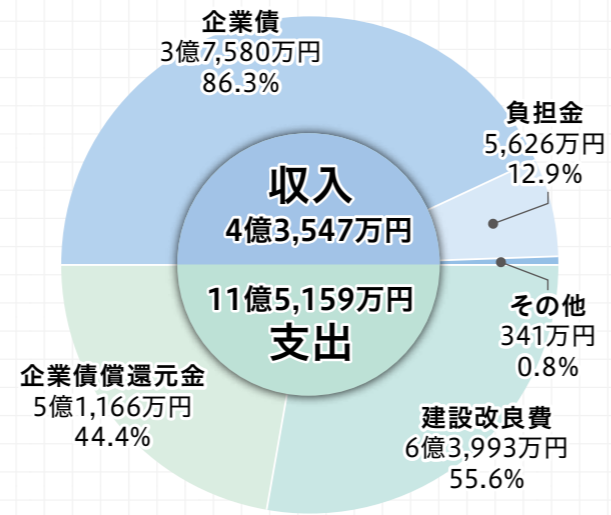 企業債
3億7,580万円
86.3%
負担金
5,626万円
12.9%
収入
4億3,547万円
11億5,159万円
支出
その他
341万円
0.8%
企業債償還元金
5億1,166万円
44.4%
建設改良費
6億3,993万円
55.6%